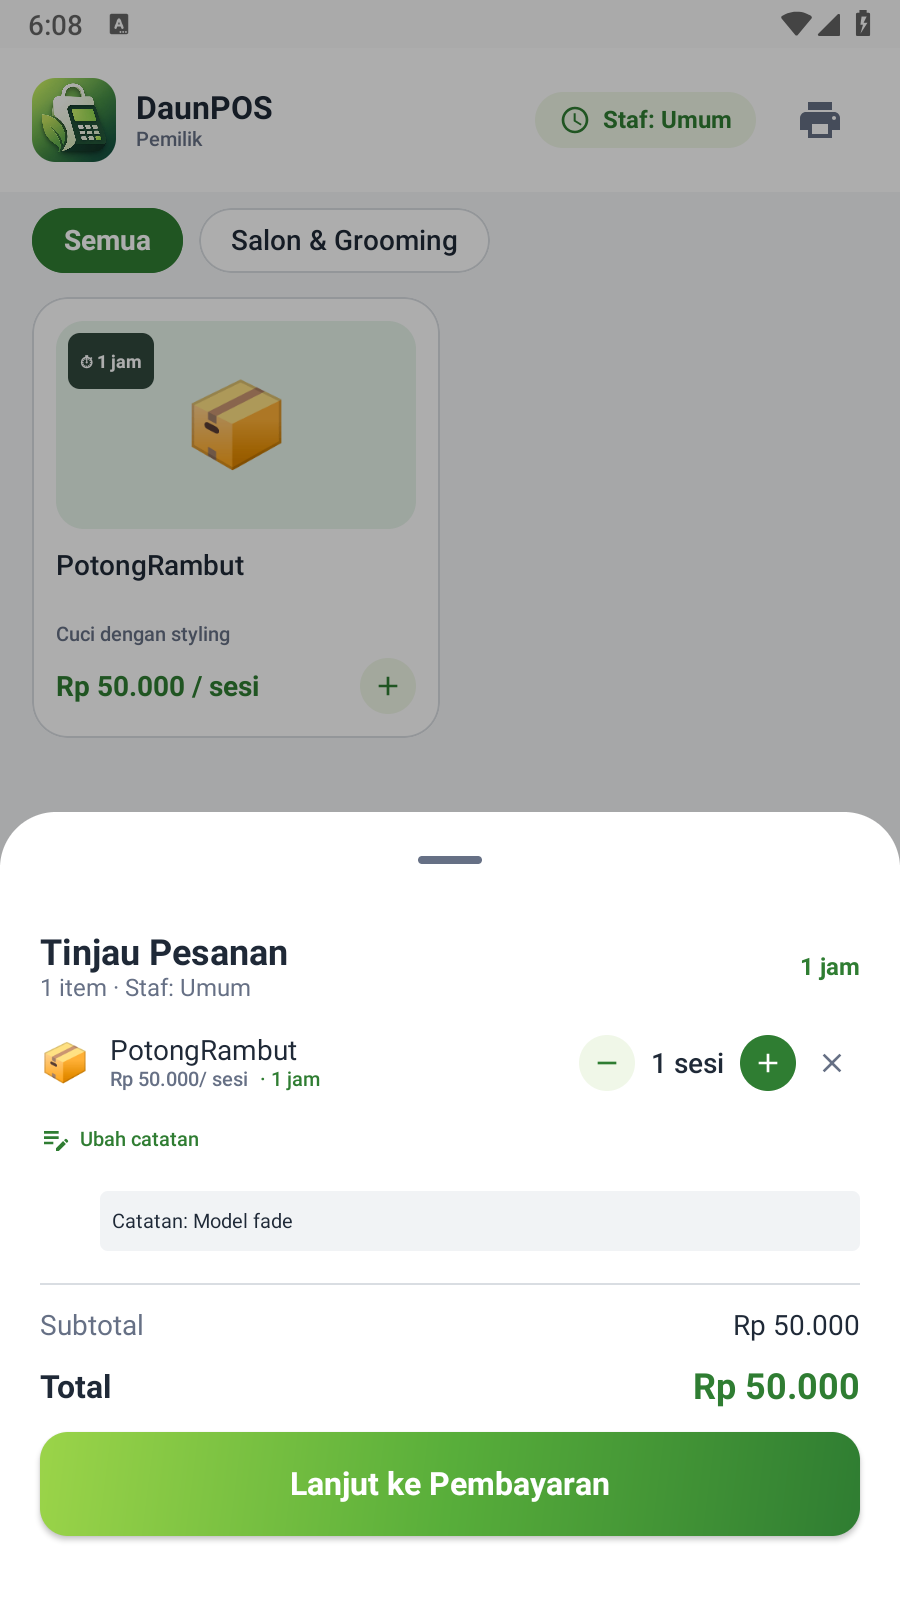 6:08
A
DaunPOS
Pemilik
Staf: Umum
Semua
Salon & Grooming
⏱ 1 jam
PotongRambut
Cuci dengan styling
Rp 50.000 / sesi
+
Tinjau Pesanan
1 item · Staf: Umum
1 jam
PotongRambut
Rp 50.000/ sesi · 1 jam
− 1 sesi + ×
Ubah catatan
Catatan: Model fade
Subtotal
Rp 50.000
Total
Rp 50.000
Lanjut ke Pembayaran